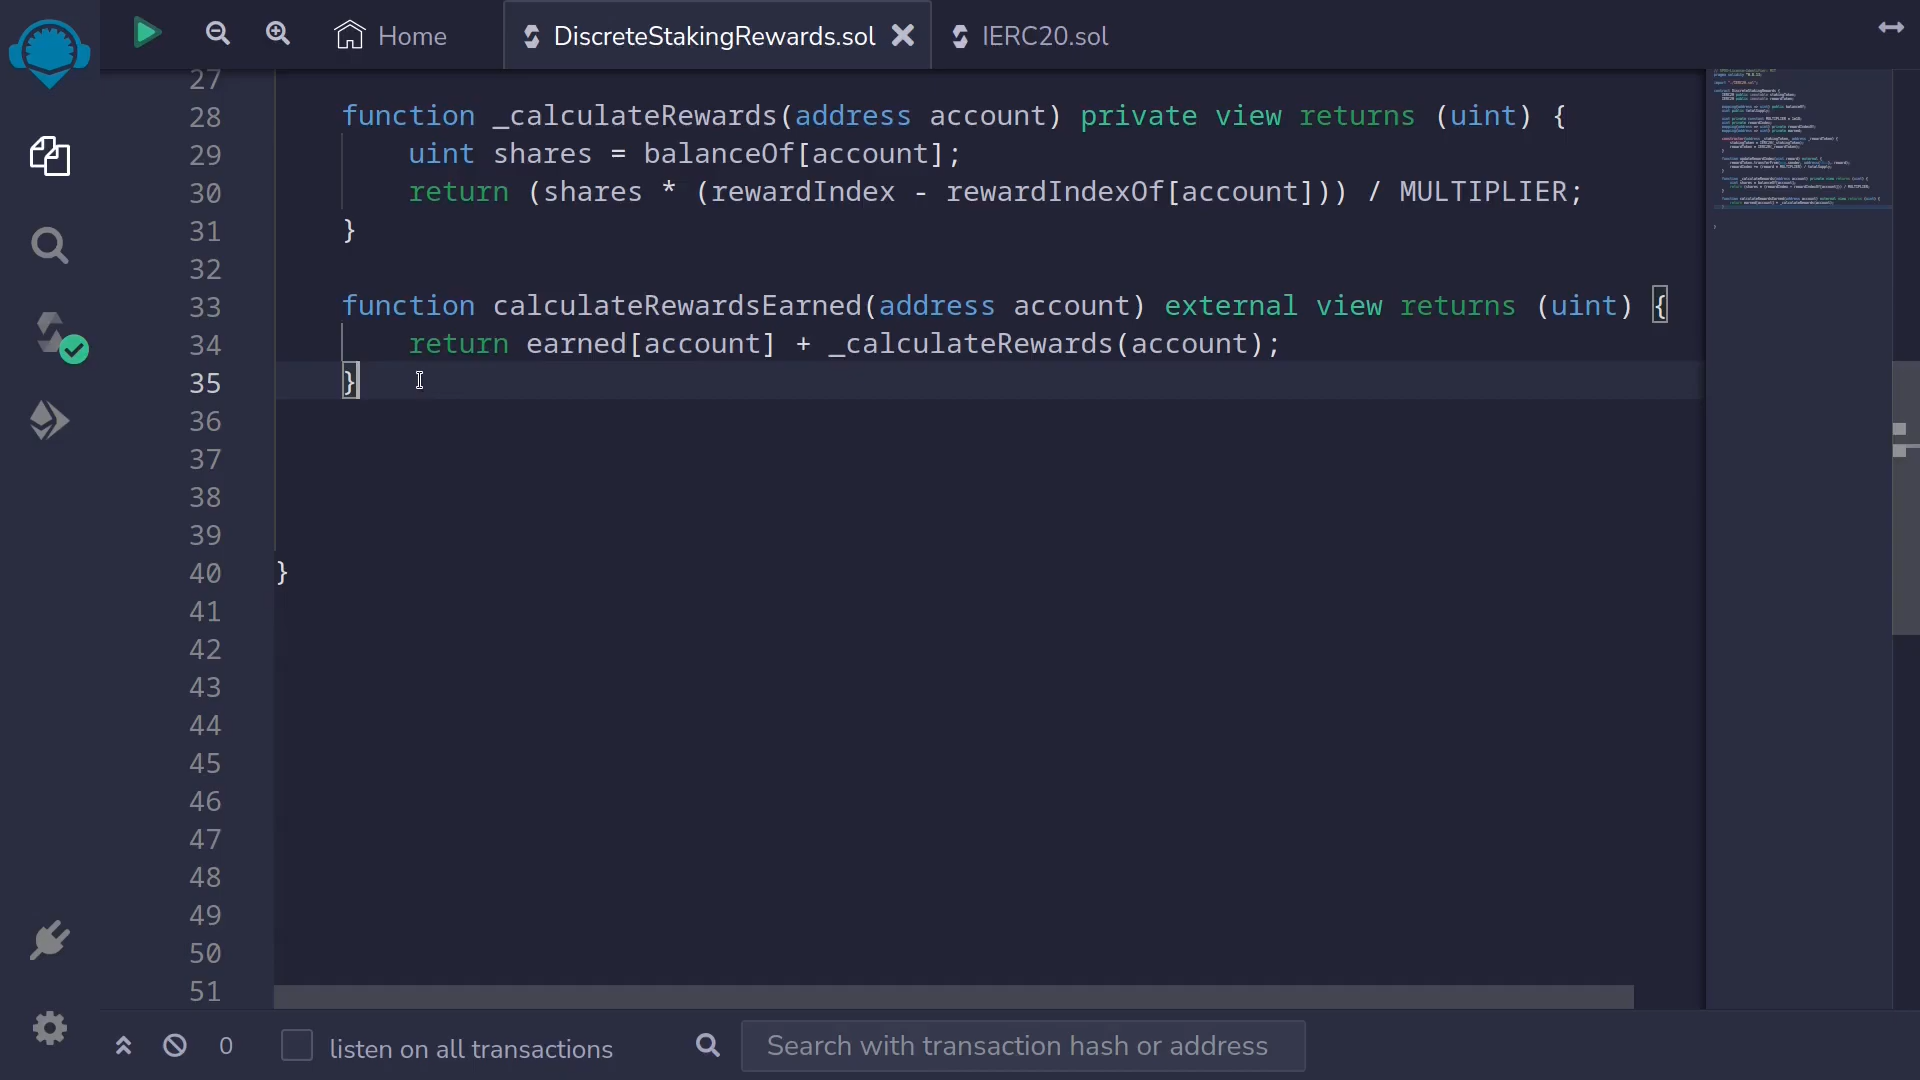 Home
DiscreteStakingRewards.sol
IERC20.sol
27
28 function _calculateRewards(address account) private view returns (uint) {
29 uint shares = balanceOf[account];
30 return (shares * (rewardIndex - rewardIndexOf[account])) / MULTIPLIER;
31 }
32
33 function calculateRewardsEarned(address account) external view returns (uint) {
34 return earned[account] + _calculateRewards(account);
35 }
36
37
38
39
40 }
41
42
43
44
45
46
47
48
49
50
51
0
listen on all transactions
Search with transaction hash or address